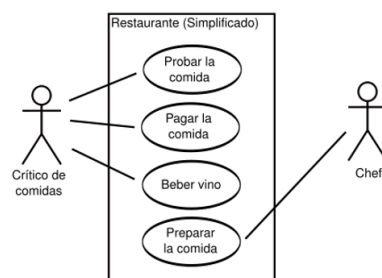 Restaurante (Simplificado)
Probar la
comida
Pagar la
comida
Beber vino
Preparar
la comida
Crítico de
comidas
Chef